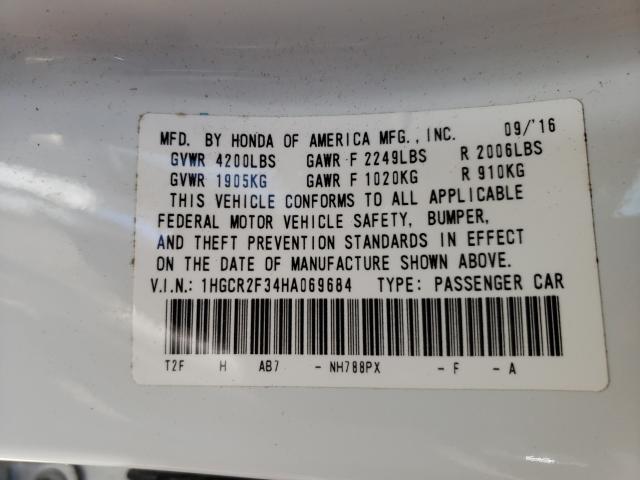 MFD. BY HONDA OF AMERICA MFG., INC. 09/'16
GVWR 4200LBS GAWR F 2249LBS R 2006LBS
GVWR 1905KG GAWR F 1020KG R 910KG
THIS VEHICLE CONFORMS TO ALL APPLICABLE
FEDERAL MOTOR VEHICLE SAFETY, BUMPER,
AND THEFT PREVENTION STANDARDS IN EFFECT
ON THE DATE OF MANUFACTURE SHOWN ABOVE.
V.I.N.: 1HGCR2F34HA069684 TYPE: PASSENGER CAR
T2F H AB7 - NH788PX - F - A